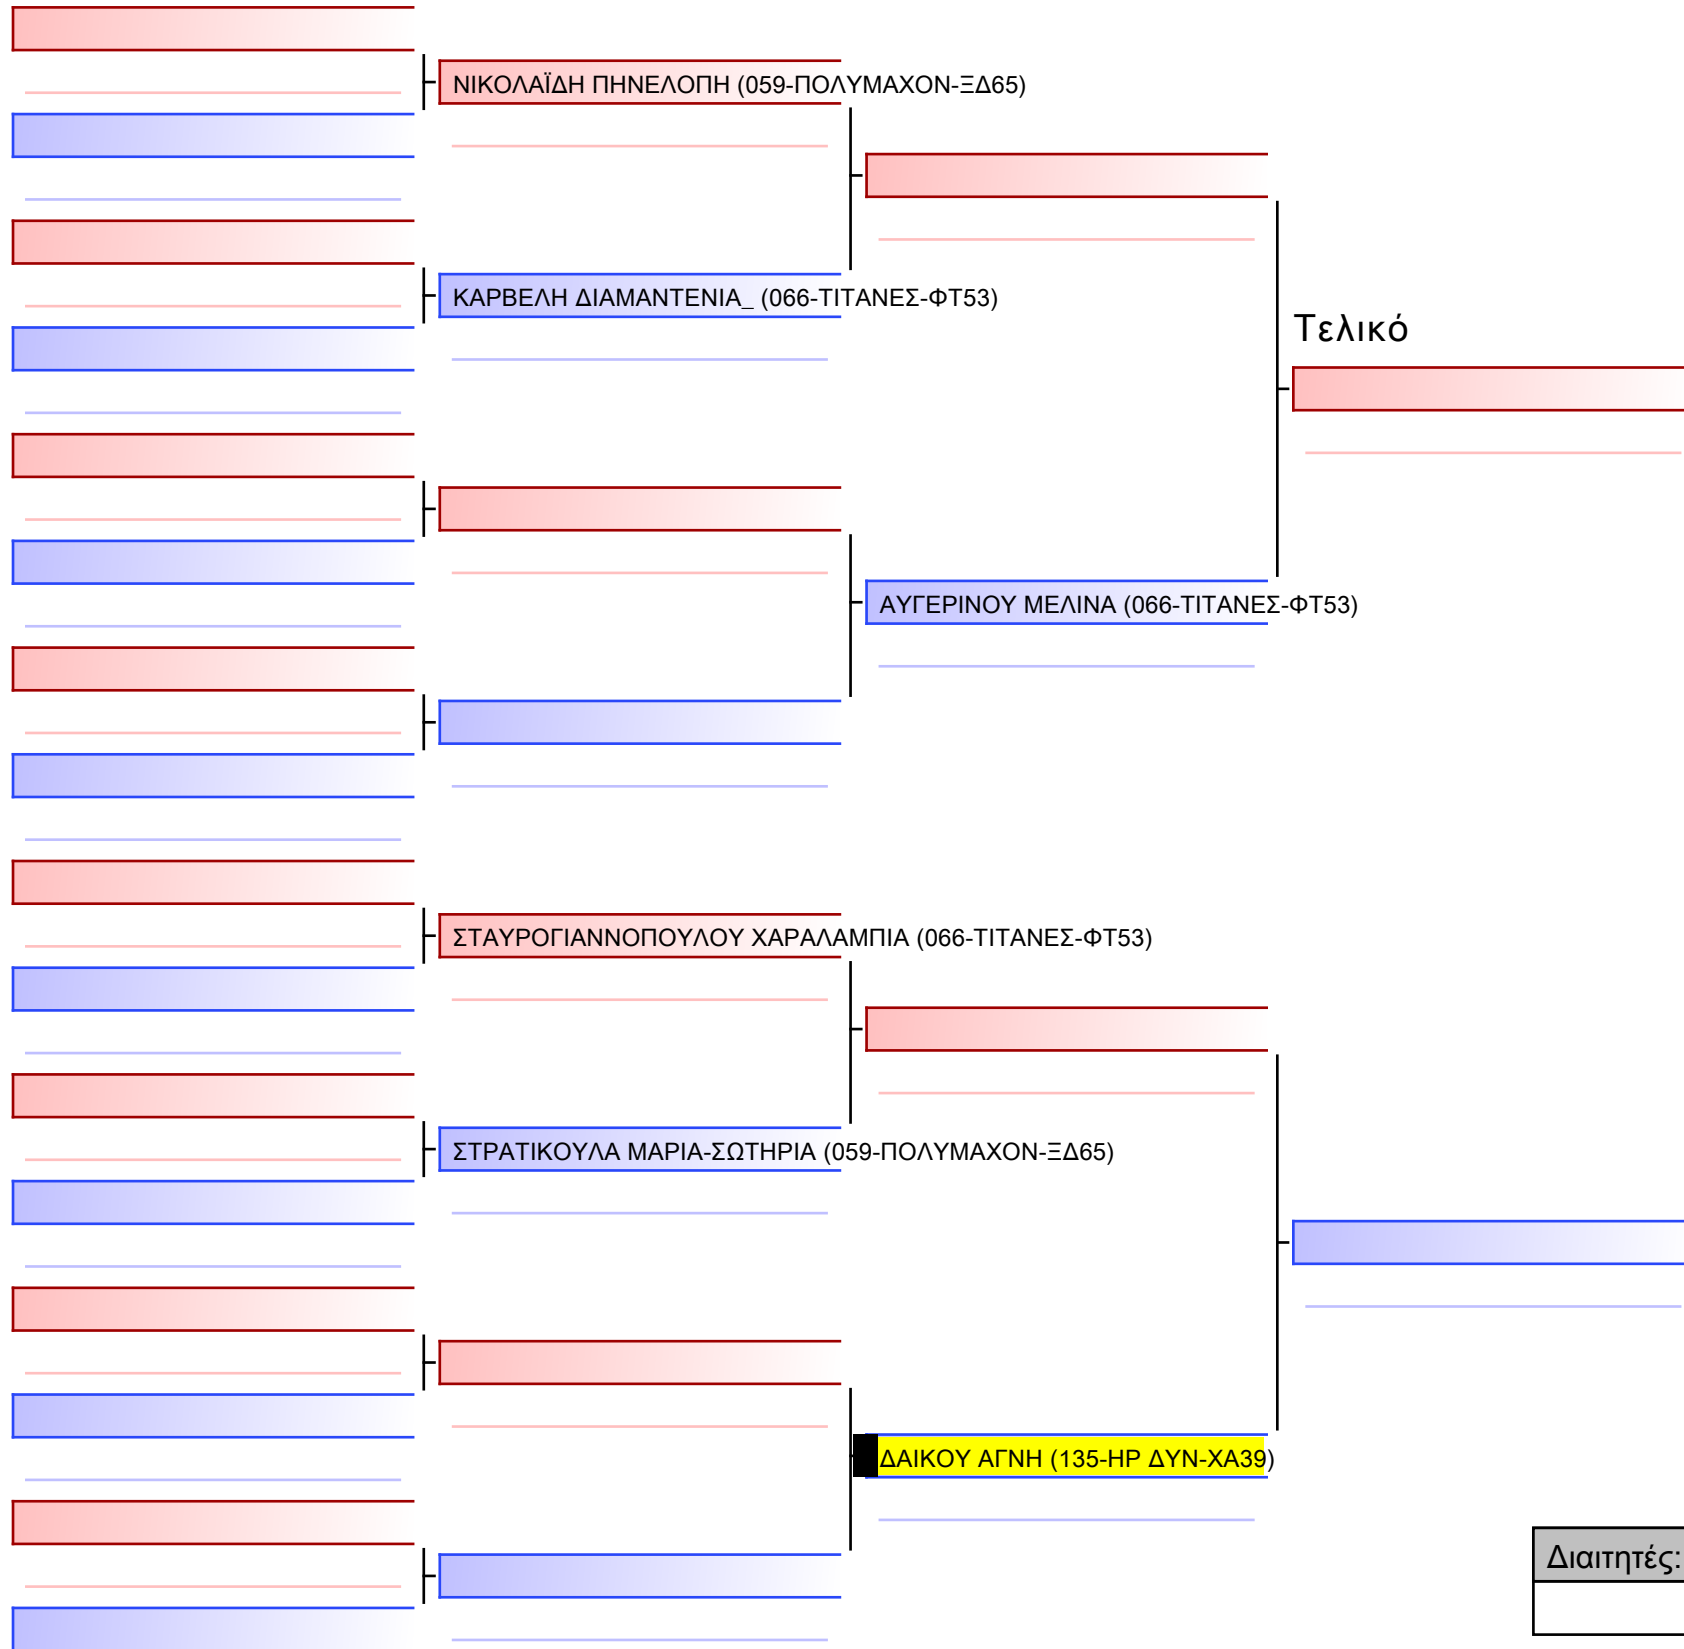 ΝΙΚΟΛΑΪΔΗ ΠΗΝΕΛΟΠΗ (059-ΠΟΛΥΜΑΧΟΝ-ΞΔ65)
ΚΑΡΒΕΛΗ ΔΙΑΜΑΝΤΕΝΙΑ_ (066-ΤΙΤΑΝΕΣ-ΦΤ53)
Τελικό
ΑΥΓΕΡΙΝΟΥ ΜΕΛΙΝΑ (066-ΤΙΤΑΝΕΣ-ΦΤ53)
ΣΤΑΥΡΟΓΙΑΝΝΟΠΟΥΛΟΥ ΧΑΡΑΛΑΜΠΙΑ (066-ΤΙΤΑΝΕΣ-ΦΤ53)
ΣΤΡΑΤΙΚΟΥΛΑ ΜΑΡΙΑ-ΣΩΤΗΡΙΑ (059-ΠΟΛΥΜΑΧΟΝ-ΞΔ65)
ΔΑΙΚΟΥ ΑΓΝΗ (135-ΗΡ ΔΥΝ-ΧΑ39)
Διαιτητές: